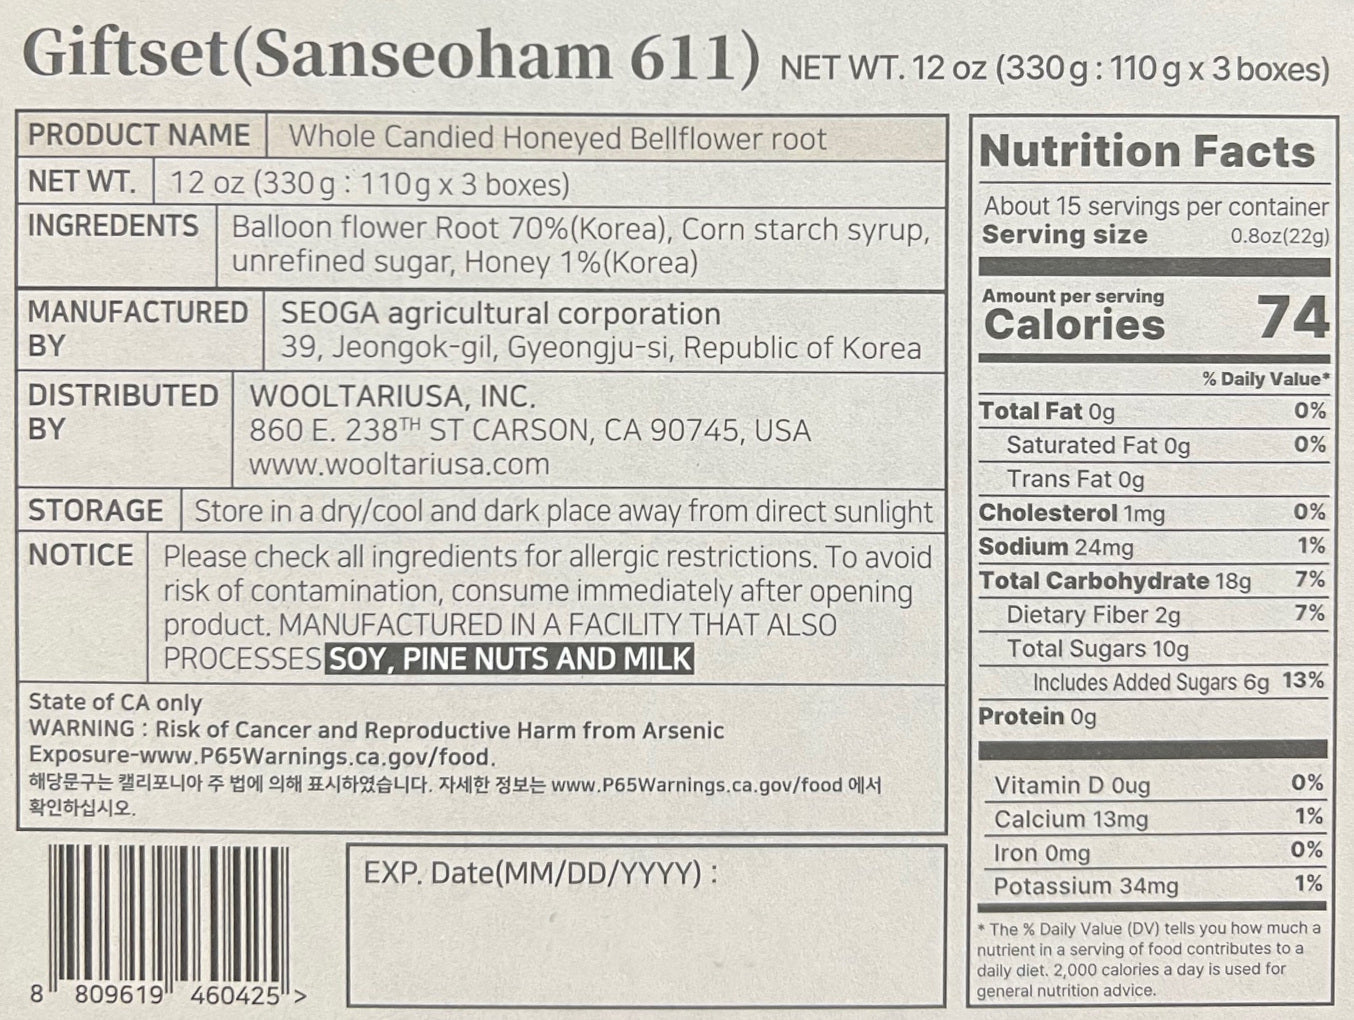 Giftset(Sanseoham 611) NET WT. 12 oz (330g : 110g x 3 boxes)
PRODUCT NAME Whole Candied Honeyed Bellflower root
NET WT. 12 oz (330g : 110g x 3 boxes)
INGREDENTS Balloon flower Root 70%(Korea), Corn starch syrup,
unrefined sugar, Honey 1%(Korea)
MANUFACTURED SEOGA agricultural corporation
BY 39, Jeongok-gil, Gyeongju-si, Republic of Korea
DISTRIBUTED WOOLTARIUSA, INC.
BY 860 E. 238TH ST CARSON, CA 90745, USA
www.wooltariusa.com
STORAGE Store in a dry/cool and dark place away from direct sunlight
NOTICE Please check all ingredients for allergic restrictions. To avoid
risk of contamination, consume immediately after opening
product. MANUFACTURED IN A FACILITY THAT ALSO
PROCESSES SOY, PINE NUTS AND MILK
State of CA only
WARNING : Risk of Cancer and Reproductive Harm from Arsenic
Exposure-www.P65Warnings.ca.gov/food.
해당문구는 캘리포니아 주 법에 의해 표시하였습니다. 자세한 정보는 www.P65Warnings.ca.gov/food 에서
확인하십시오.
8 809619 460425 >
EXP. Date(MM/DD/YYYY) :
Nutrition Facts
About 15 servings per container
Serving size 0.8oz(22g)
Amount per serving
Calories 74
% Daily Value*
Total Fat 0g 0%
Saturated Fat 0g 0%
Trans Fat 0g
Cholesterol 1mg 0%
Sodium 24mg 1%
Total Carbohydrate 18g 7%
Dietary Fiber 2g 7%
Total Sugars 10g
Includes Added Sugars 6g 13%
Protein 0g
Vitamin D 0ug 0%
Calcium 13mg 1%
Iron 0mg 0%
Potassium 34mg 1%
* The % Daily Value (DV) tells you how much a
nutrient in a serving of food contributes to a
daily diet. 2,000 calories a day is used for
general nutrition advice.